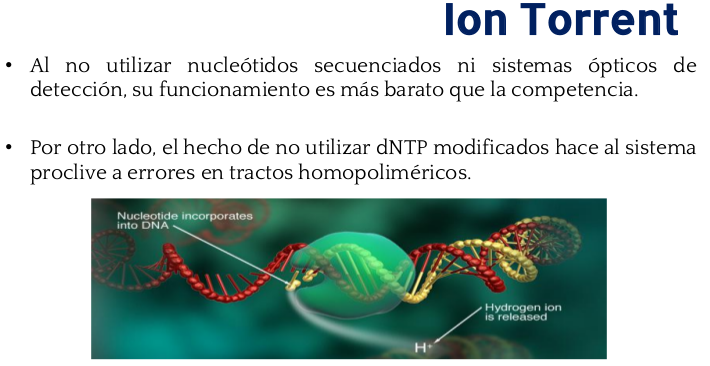 Ion Torrent
• Al no utilizar nucleótidos secuenciados ni sistemas ópticos de
detección, su funcionamiento es más barato que la competencia.
• Por otro lado, el hecho de no utilizar dNTP modificados hace al sistema
proclive a errores en tractos homopoliméricos.
Nucleotide incorporates
into DNA
Hydrogen ion
is released
H+